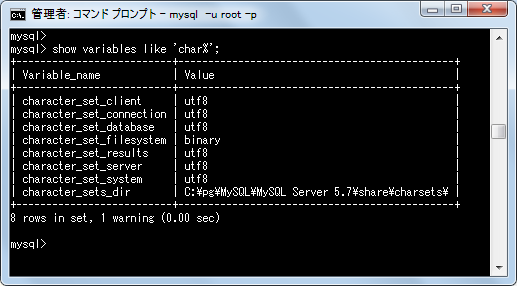 管理者: コマンド プロンプト - mysql -u root -p
mysql>
mysql> show variables like 'char%';
+--------------------------+---------------------------------------------+
| Variable_name | Value |
+--------------------------+---------------------------------------------+
| character_set_client | utf8 |
| character_set_connection | utf8 |
| character_set_database | utf8 |
| character_set_filesystem | binary |
| character_set_results | utf8 |
| character_set_server | utf8 |
| character_set_system | utf8 |
| character_sets_dir | C:¥pg¥MySQL¥MySQL Server 5.7¥share¥charsets¥ |
+--------------------------+---------------------------------------------+
8 rows in set, 1 warning (0.00 sec)
mysql>